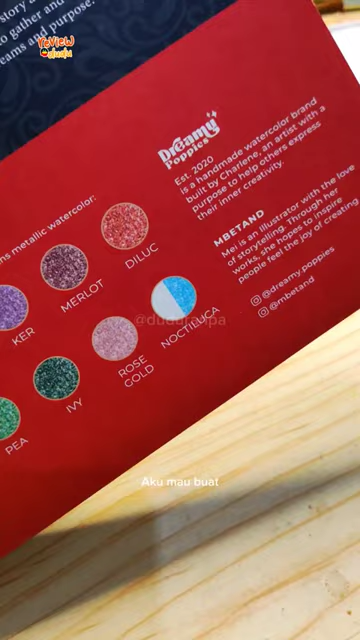 story a
to gather and
eams and purpose.
ReView
dudu
Dreamy
Poppies
Est. 2020
is a handmade watercolor brand
built by Charlene, an artist with a
purpose to help others express
their inner creativity.
MBETAND
Mei is an illustrator with the love
of storytelling. Through her
works, she hopes to inspire
people feel the joy of creating
@dreamy.poppies
@mbetand
ns metallic watercolor:
KER
MERLOT
DILUC
PEA
IVY
ROSE
GOLD
NOCTILUCA
Aku mau buat